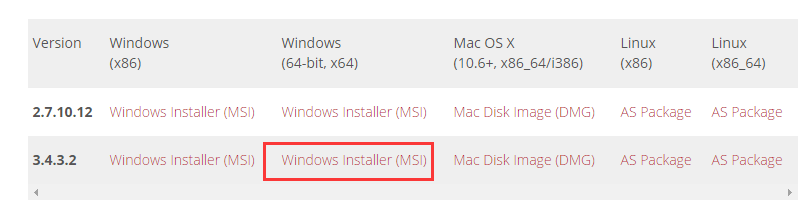 Version Windows Windows Mac OS X Linux Linux
(x86) (64-bit, x64) (10.6+, x86_64/i386) (x86) (x86_64)
2.7.10.12 Windows Installer (MSI) Windows Installer (MSI) Mac Disk Image (DMG) AS Package AS Package
3.4.3.2 Windows Installer (MSI) Windows Installer (MSI) Mac Disk Image (DMG) AS Package AS Package